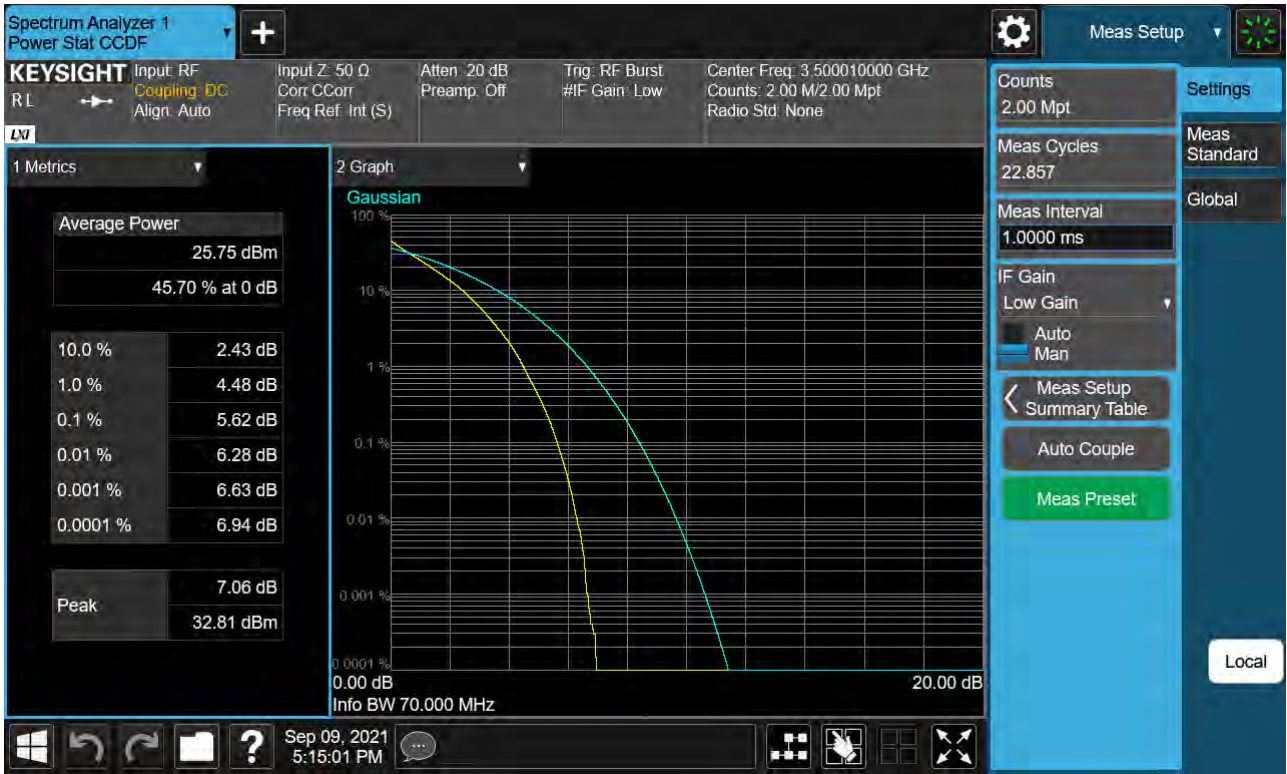 Spectrum Analyzer 1
Power Stat CCDF
Meas Setup
KEYSIGHT
RL
LXI
Input: RF
Coupling: DC
Align: Auto
Input Z: 50 Ω
Corr CCorr
Freq Ref: Int (S)
Atten: 20 dB
Preamp: Off
Trig: RF Burst
#IF Gain: Low
Center Freq: 3.500010000 GHz
Counts: 2.00 M/2.00 Mpt
Radio Std: None
1 Metrics
Average Power
25.75 dBm
45.70 % at 0 dB
10.0 % 2.43 dB
1.0 % 4.48 dB
0.1 % 5.62 dB
0.01 % 6.28 dB
0.001 % 6.63 dB
0.0001 % 6.94 dB
Peak
7.06 dB
32.81 dBm
2 Graph
Gaussian
100 %
10 %
1 %
0.1 %
0.01 %
0.001 %
0.0001 %
0.00 dB
20.00 dB
Info BW 70.000 MHz
Counts
2.00 Mpt
Meas Cycles
22.857
Meas Interval
1.0000 ms
IF Gain
Low Gain
Auto
Man
Meas Setup
Summary Table
Auto Couple
Meas Preset
Settings
Meas
Standard
Global
Local
?
Sep 09, 2021
5:15:01 PM